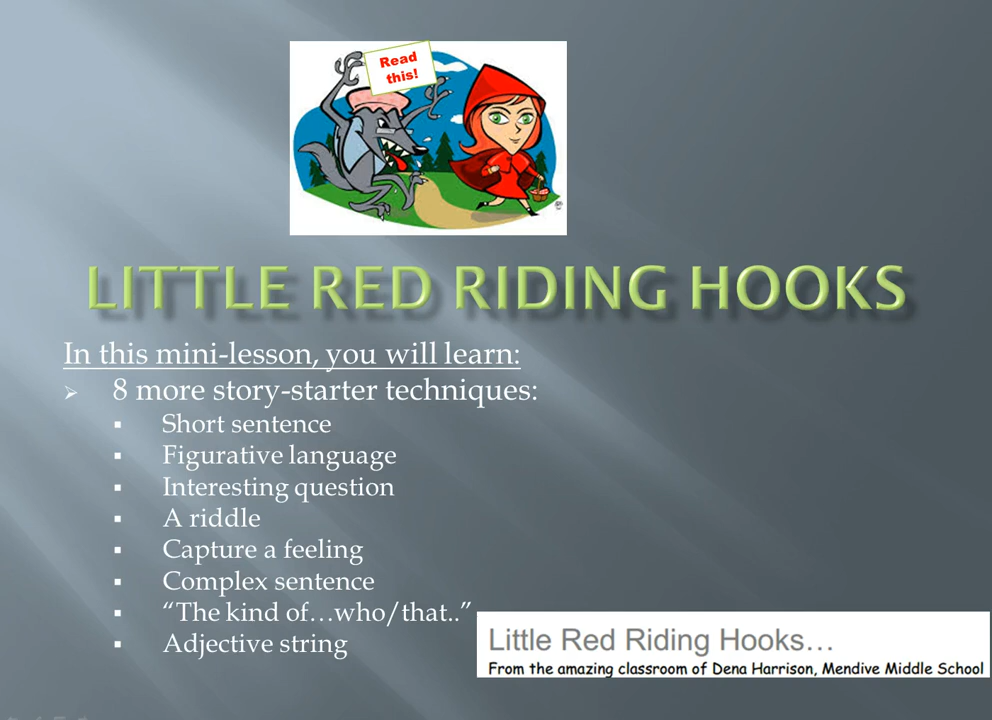 Read
this!
LITTLE RED RIDING HOOKS
In this mini-lesson, you will learn:
8 more story-starter techniques:
Short sentence
Figurative language
Interesting question
A riddle
Capture a feeling
Complex sentence
“The kind of…who/that..”
Adjective string
Little Red Riding Hooks…
From the amazing classroom of Dena Harrison, Mendive Middle School